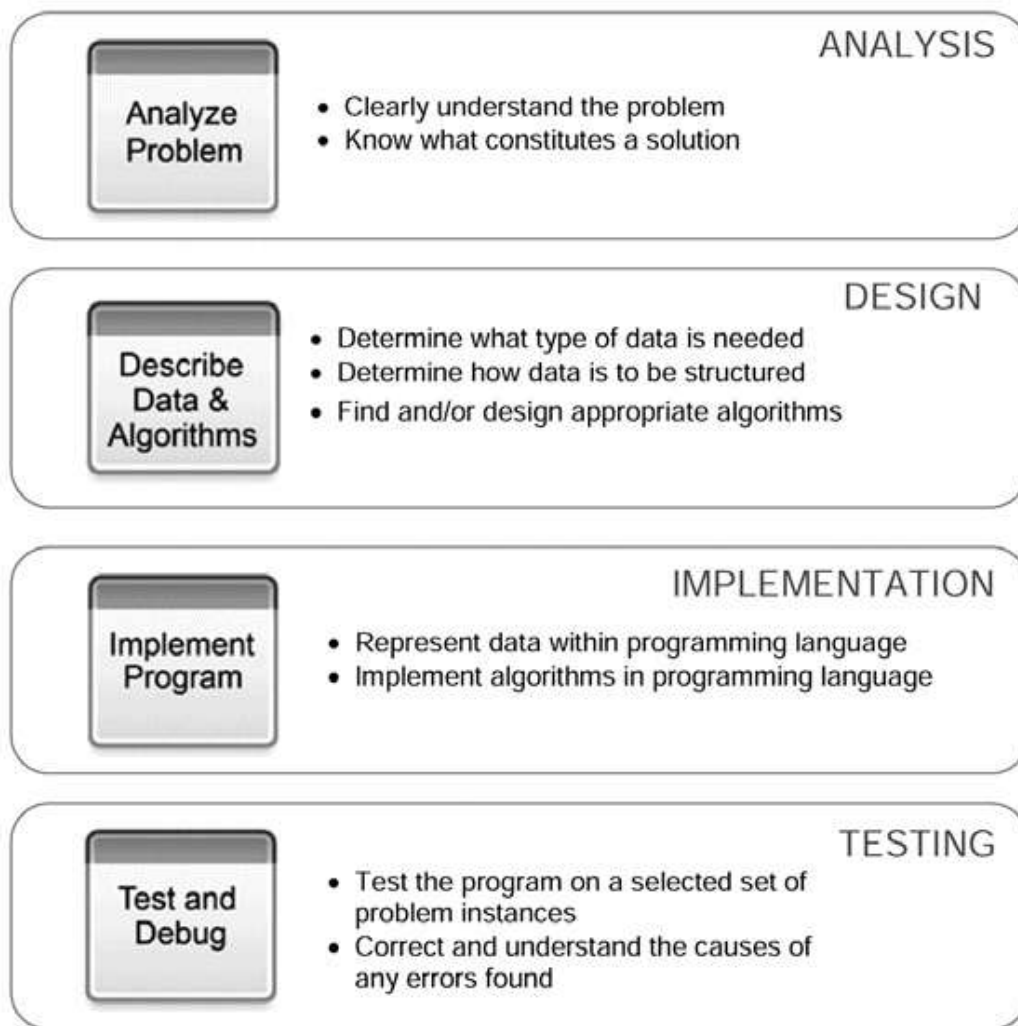 ANALYSIS
Analyze
Problem
• Clearly understand the problem
• Know what constitutes a solution
DESIGN
Describe
Data &
Algorithms
• Determine what type of data is needed
• Determine how data is to be structured
• Find and/or design appropriate algorithms
IMPLEMENTATION
Implement
Program
• Represent data within programming language
• Implement algorithms in programming language
TESTING
Test and
Debug
• Test the program on a selected set of
problem instances
• Correct and understand the causes of
any errors found